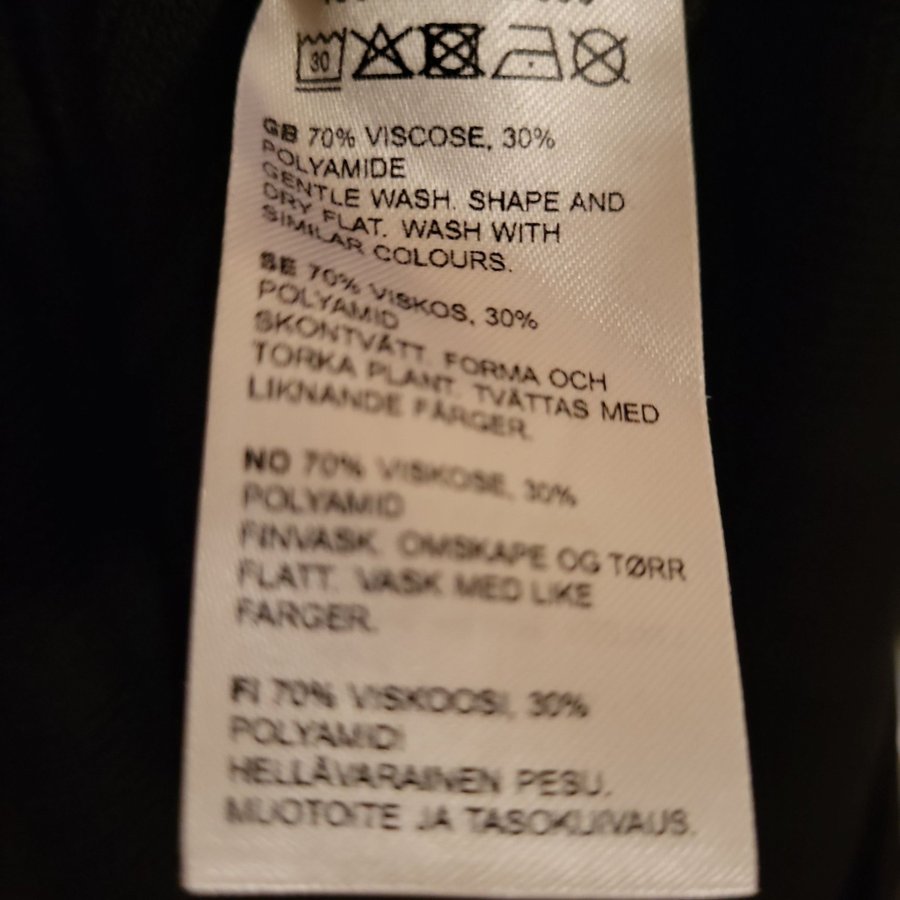 30
GB 70% VISCOSE, 30%
POLYAMIDE
GENTLE WASH. SHAPE AND
DRY FLAT. WASH WITH
SIMILAR COLOURS.
SE 70% VISKOS, 30%
POLYAMID
SKONTVÄTT. FORMA OCH
TORKA PLANT. TVÄTTAS MED
LIKNANDE FÄRGER.
NO 70% VISKOSE, 30%
POLYAMID
FINVASK. OMSKAPE OG TØRR
FLATT. VASK MED LIKE
FARGER.
FI 70% VISKOOSI, 30%
POLYAMIDI
HELLÄVARAINEN PESU.
MUOTOITE JA TASOKUIVAUS.